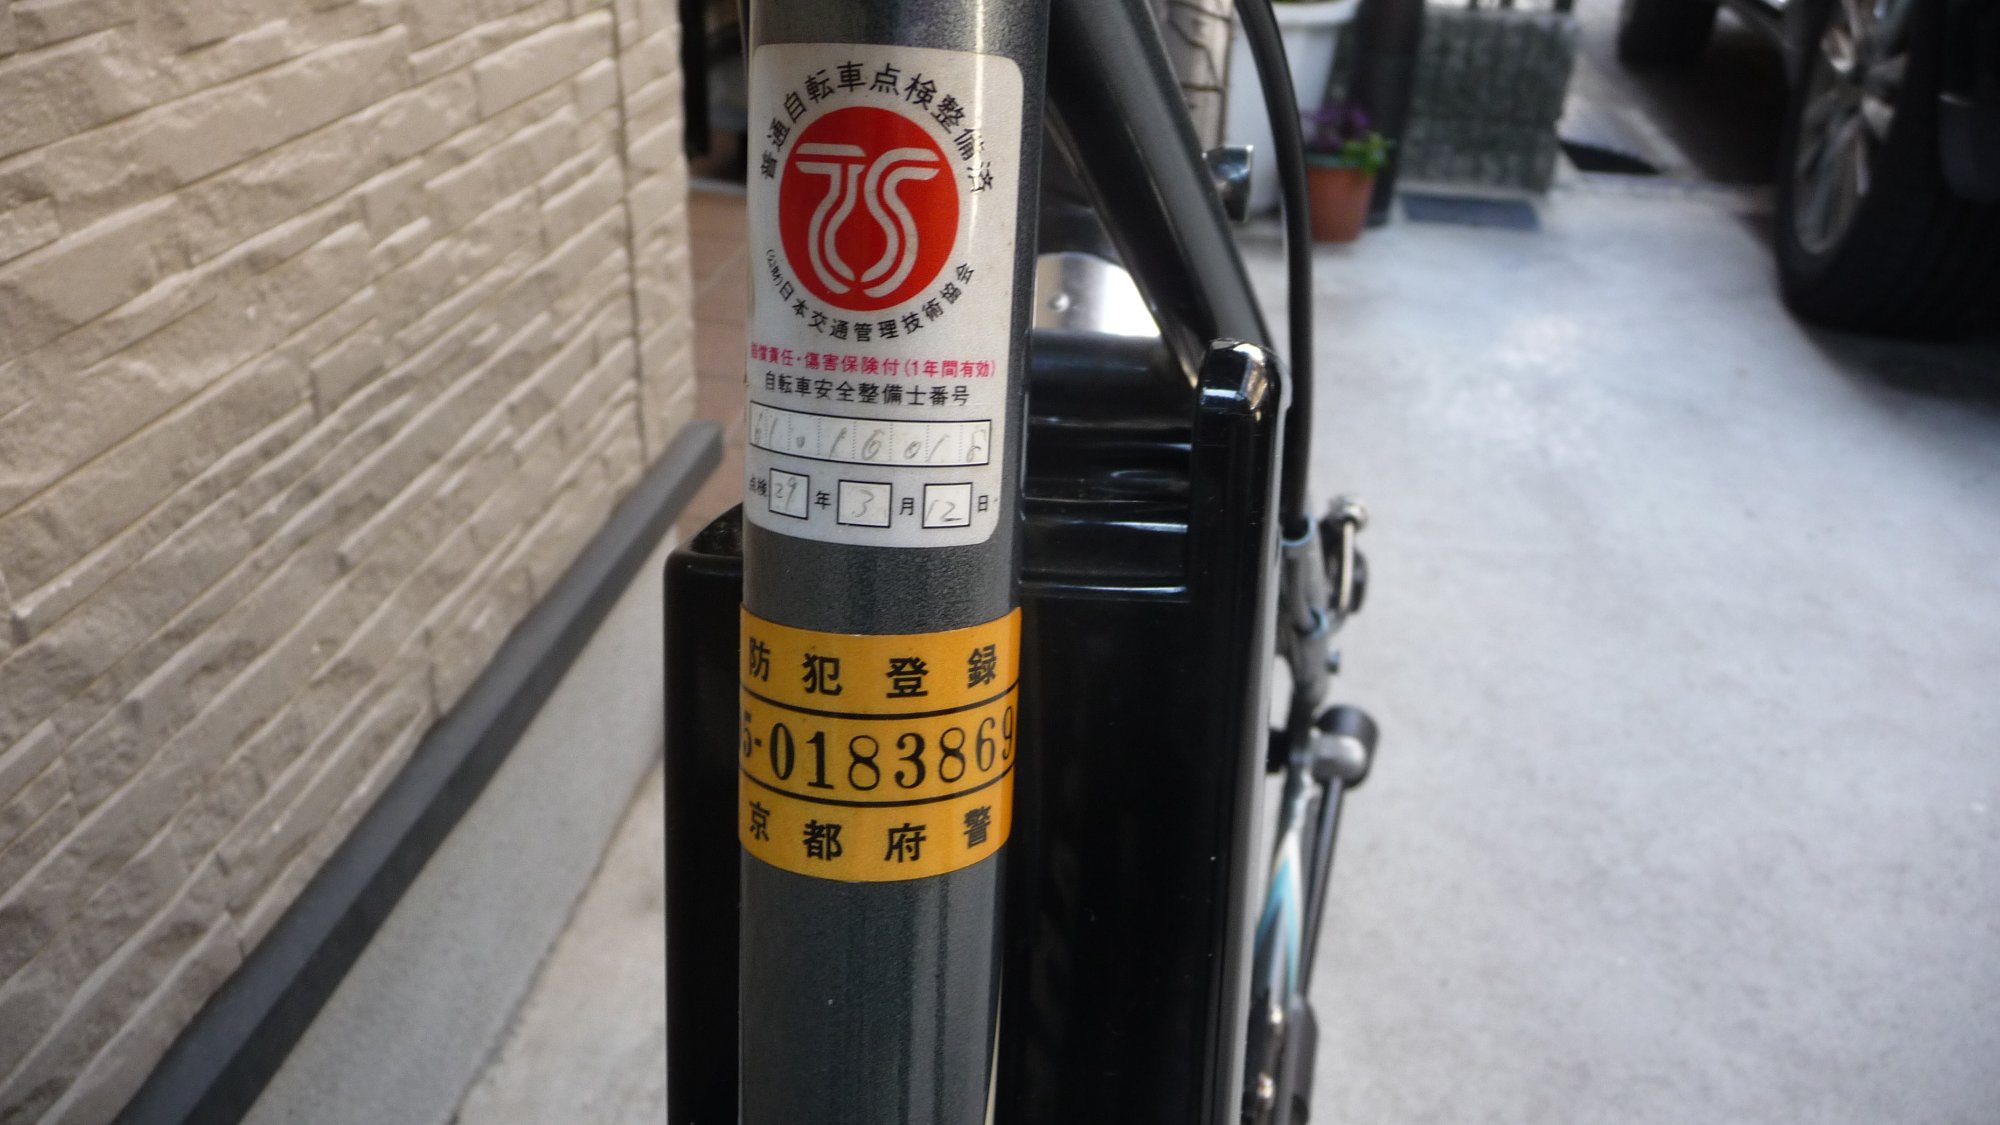 普通自転車点検整備済
TS
(公財)日本交通管理技術協会
賠償責任・傷害保険付(1年間有効)
自転車安全整備士番号
点検 29 年 3 月 12 日
防犯登録
5-0183869
京都府警